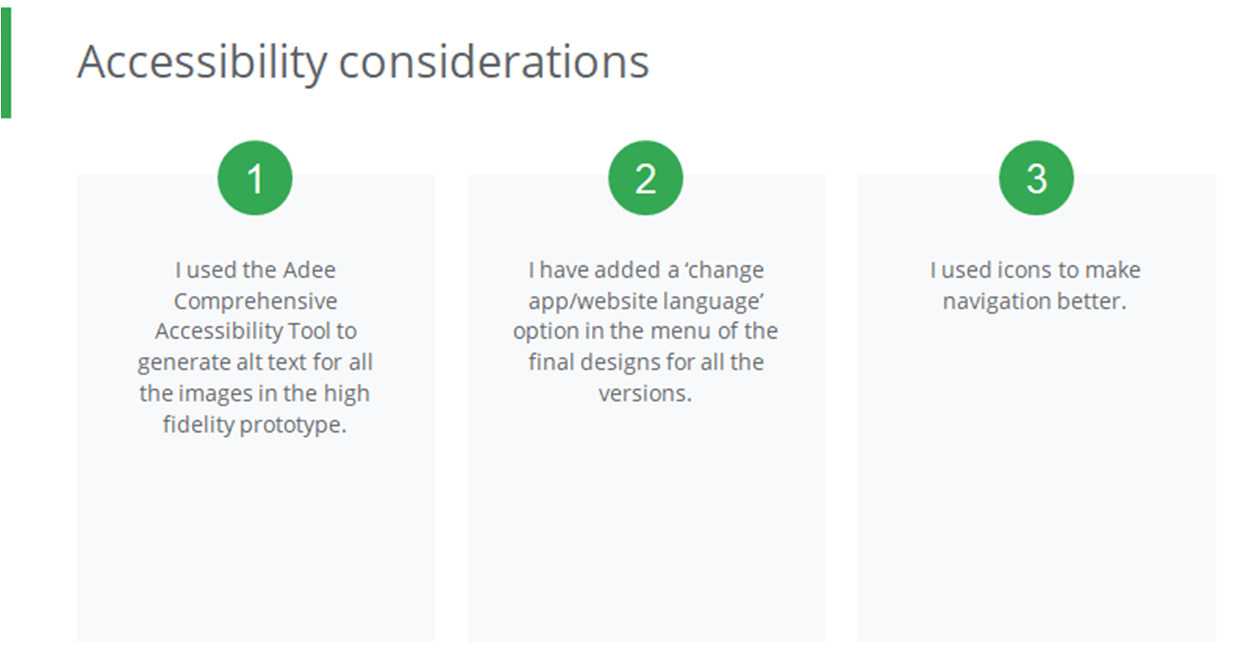 Accessibility considerations
1
I used the Adee
Comprehensive
Accessibility Tool to
generate alt text for all
the images in the high
fidelity prototype.
2
I have added a ‘change
app/website language’
option in the menu of the
final designs for all the
versions.
3
I used icons to make
navigation better.